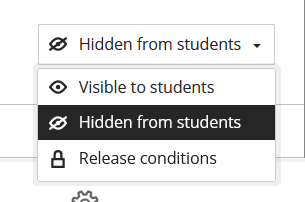 Hidden from students
Visible to students
Hidden from students
Release conditions